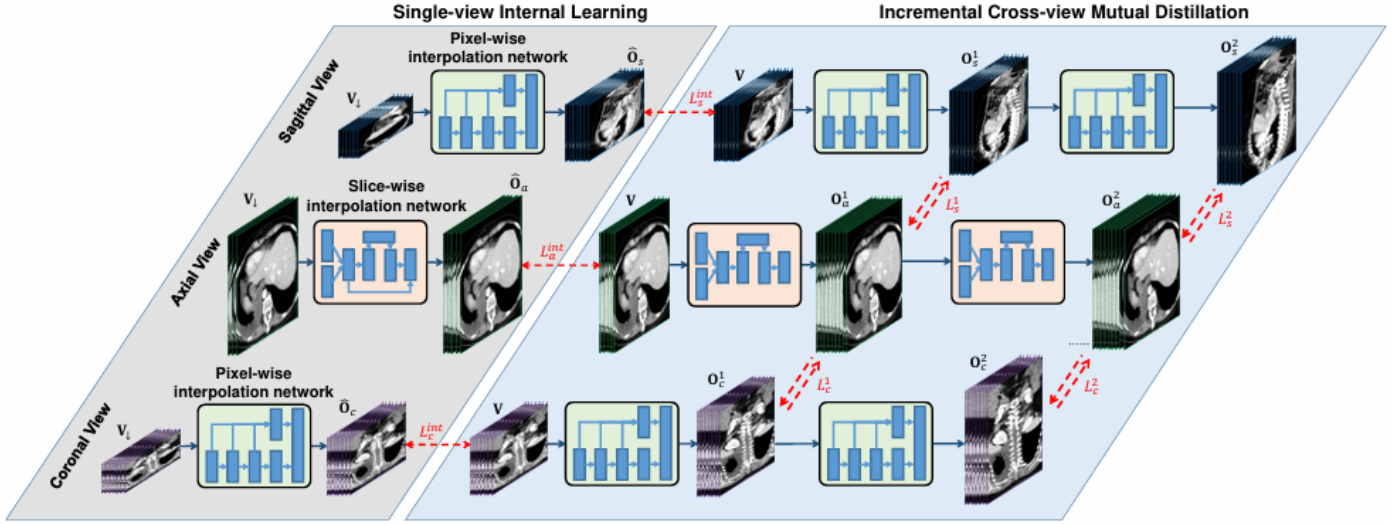 Single-view Internal Learning
Incremental Cross-view Mutual Distillation
Sagittal View
Pixel-wise
interpolation network
V↓
Ô_s
L_s^{int}
V
O_s^1
O_s^2
Axial View
Slice-wise
interpolation network
V↓
Ô_a
L_a^{int}
V
O_a^1
L_s^1
O_a^2
L_s^2
Coronal View
Pixel-wise
interpolation network
V↓
Ô_c
L_c^{int}
V
O_c^1
L_c^1
O_c^2
......
L_c^2